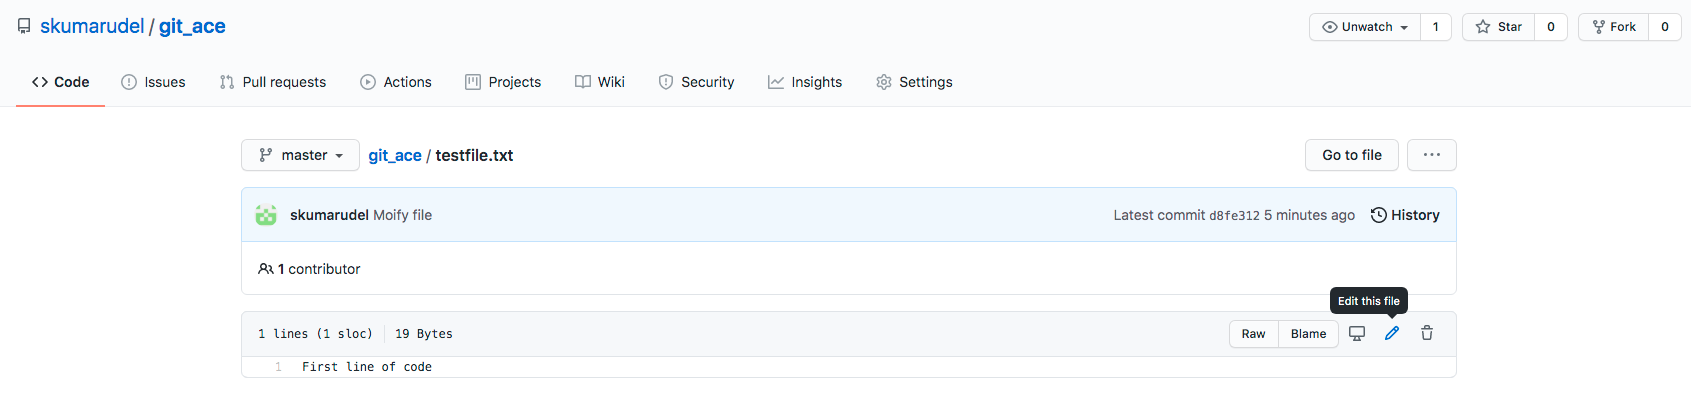 skumarudel / git_ace Unwatch 1 Star 0 Fork 0
Code Issues Pull requests Actions Projects Wiki Security Insights Settings
master git_ace / testfile.txt Go to file ...
skumarudel Moify file Latest commit d8fe312 5 minutes ago History
1 contributor
Edit this file
1 lines (1 sloc) 19 Bytes Raw Blame
1 First line of code